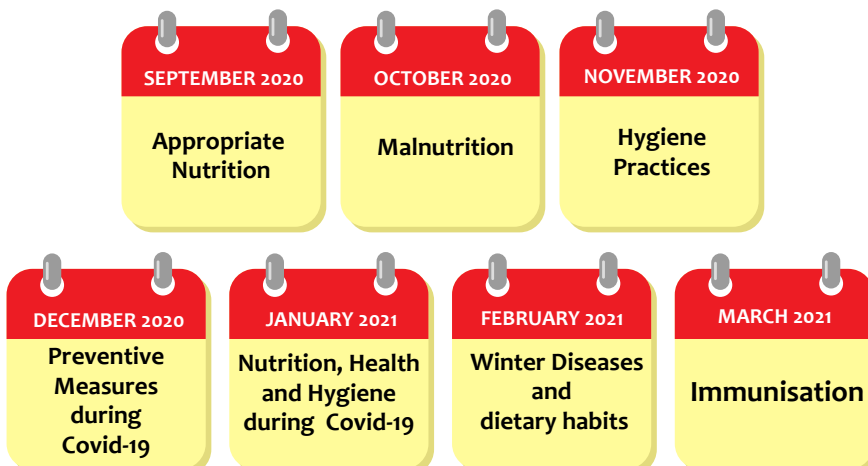 SEPTEMBER 2020
Appropriate
Nutrition
OCTOBER 2020
Malnutrition
NOVEMBER 2020
Hygiene
Practices
DECEMBER 2020
Preventive
Measures
during
Covid-19
JANUARY 2021
Nutrition, Health
and Hygiene
during Covid-19
FEBRUARY 2021
Winter Diseases
and
dietary habits
MARCH 2021
Immunisation